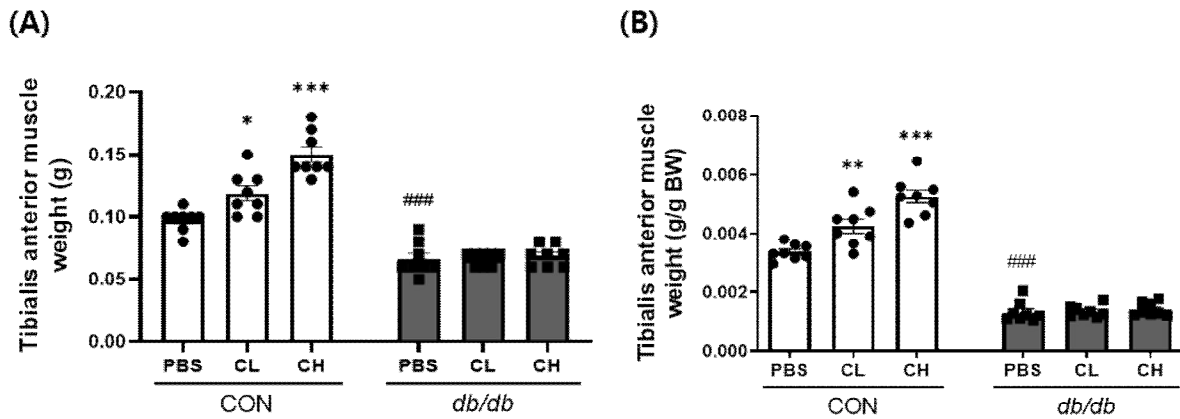 (A)
Tibialis anterior muscle
weight (g)
0.20
0.15
0.10
0.05
0.00
*
***
###
PBS CL CH PBS CL CH
CON db/db
(B)
Tibialis anterior muscle
weight (g/g BW)
0.008
0.006
0.004
0.002
0.000
**
***
###
PBS CL CH PBS CL CH
CON db/db